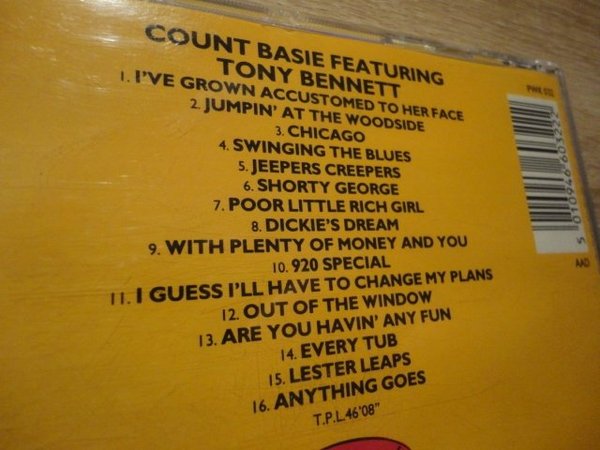 COUNT BASIE FEATURING
TONY BENNETT
1. I'VE GROWN ACCUSTOMED TO HER FACE
2. JUMPIN' AT THE WOODSIDE
3. CHICAGO
4. SWINGING THE BLUES
5. JEEPERS CREEPERS
6. SHORTY GEORGE
7. POOR LITTLE RICH GIRL
8. DICKIE'S DREAM
9. WITH PLENTY OF MONEY AND YOU
10. 920 SPECIAL
11. I GUESS I'LL HAVE TO CHANGE MY PLANS
12. OUT OF THE WINDOW
13. ARE YOU HAVIN' ANY FUN
14. EVERY TUB
15. LESTER LEAPS
16. ANYTHING GOES
T.P.L.46'08"
PWK
AAD